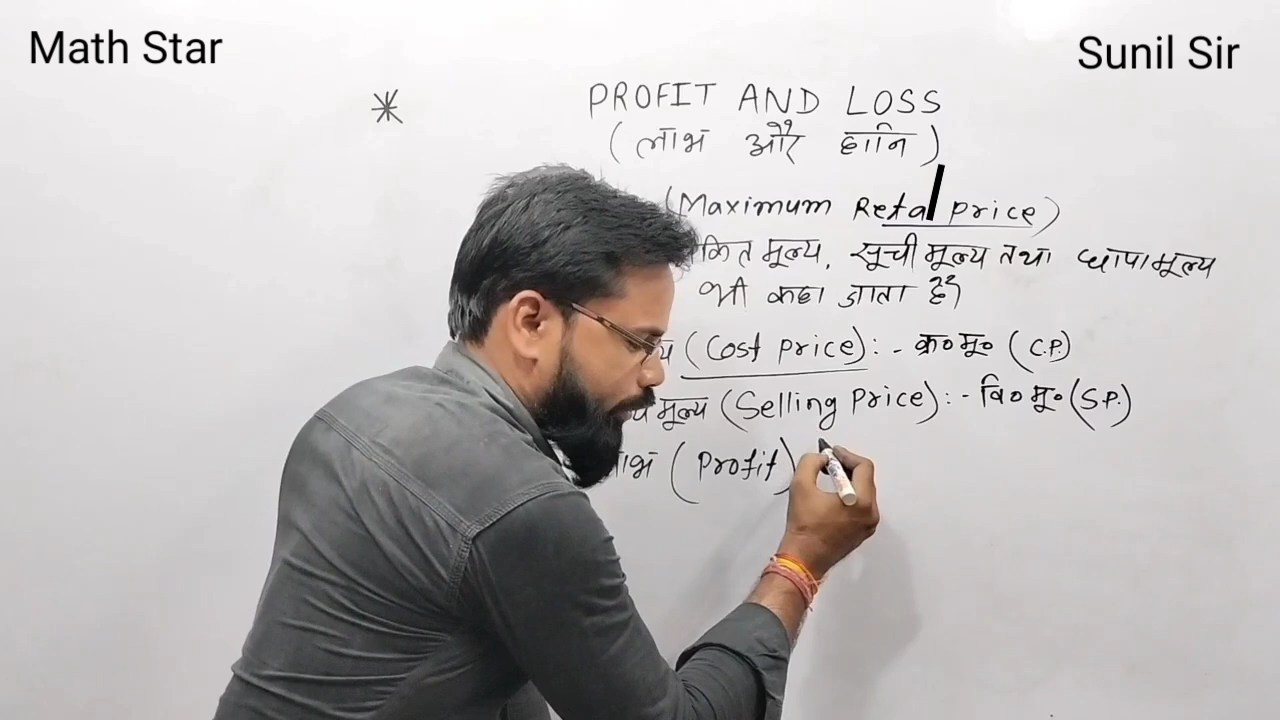 Math Star
Sunil Sir
* PROFIT AND LOSS
(लाभ और हानि)
(Maximum Retal Price)
कित मूल्य, सूची मूल्य तथा छापा मूल्य
भी कहा जाता है
(Cost Price) :- क्र० मू० (C.P.)
मूल्य (Selling Price) :- वि० मू० (S.P.)
लाभ (Profit)